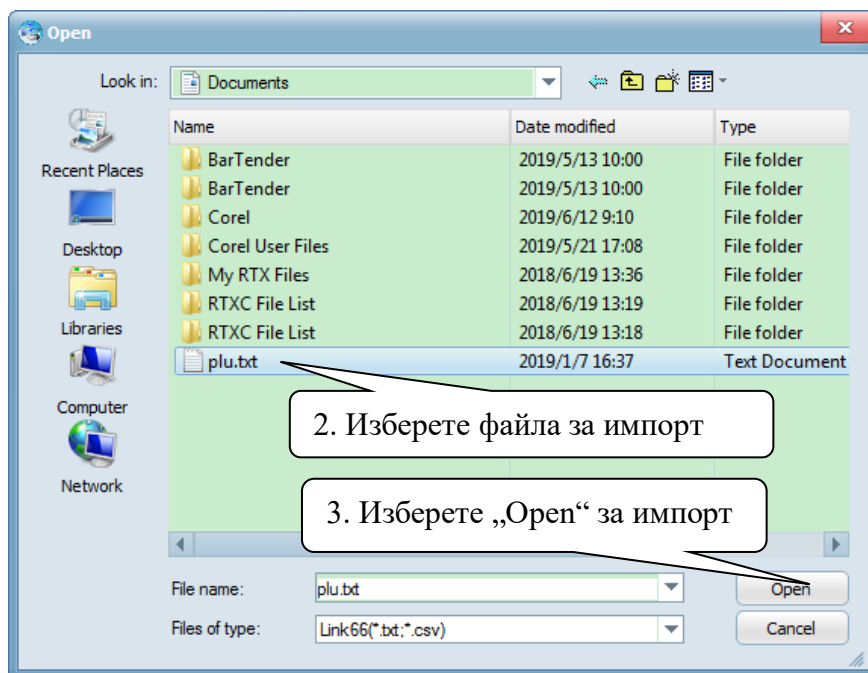 Open
Look in: Documents
Name Date modified Type
Recent Places
Desktop
Libraries
Computer
Network
BarTender 2019/5/13 10:00 File folder
BarTender 2019/5/13 10:00 File folder
Corel 2019/6/12 9:10 File folder
Corel User Files 2019/5/21 17:08 File folder
My RTX Files 2018/6/19 13:36 File folder
RTXC File List 2018/6/19 13:19 File folder
RTXC File List 2018/6/19 13:18 File folder
plu.txt 2019/1/7 16:37 Text Document
2. Изберете файла за импорт
3. Изберете „Open“ за импорт
File name: plu.txt Open
Files of type: Link66(*.txt;*.csv) Cancel